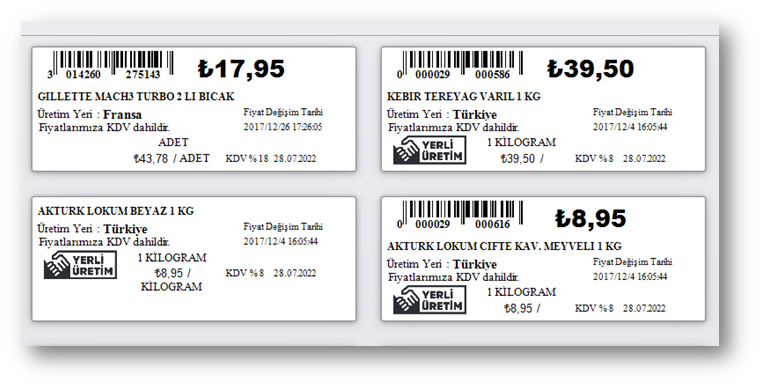 3 014260 275143
₺17,95
GILLETTE MACH3 TURBO 2 LI BICAK
Üretim Yeri : Fransa
Fiyat Değişim Tarihi
Fiyatlarımıza KDV dahildir.
2017/12/26 17:26:05
ADET
₺43,78 / ADET
KDV %18 28.07.2022
0 000029 000586
₺39,50
KEBIR TEREYAG VARIL 1 KG
Üretim Yeri : Türkiye
Fiyat Değişim Tarihi
Fiyatlarımıza KDV dahildir.
2017/12/4 16:05:44
YERLİ
ÜRETİM
1 KİLOGRAM
₺39,50 /
KDV %8 28.07.2022
AKTURK LOKUM BEYAZ 1 KG
Üretim Yeri : Türkiye
Fiyat Değişim Tarihi
Fiyatlarımıza KDV dahildir.
2017/12/4 16:05:44
YERLİ
ÜRETİM
1 KİLOGRAM
₺8,95 /
KİLOGRAM
KDV %8 28.07.2022
0 000029 000616
₺8,95
AKTURK LOKUM CIFTE KAV. MEYVELI 1 KG
Üretim Yeri : Türkiye
Fiyat Değişim Tarihi
Fiyatlarımıza KDV dahildir.
2017/12/4 16:05:44
YERLİ
ÜRETİM
1 KİLOGRAM
₺8,95 /
KDV %8 28.07.2022